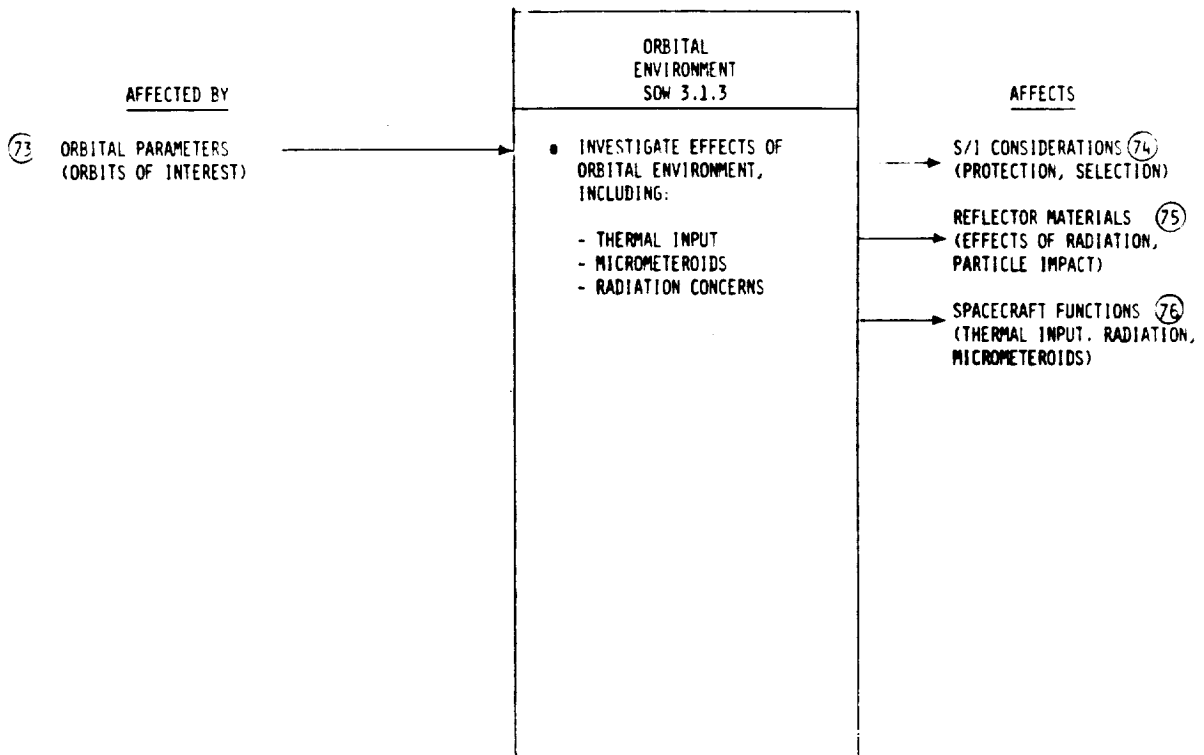 AFFECTED BY
73 ORBITAL PARAMETERS
(ORBITS OF INTEREST)
ORBITAL
ENVIRONMENT
SOW 3.1.3
• INVESTIGATE EFFECTS OF
ORBITAL ENVIRONMENT,
INCLUDING:
- THERMAL INPUT
- MICROMETEROIDS
- RADIATION CONCERNS
AFFECTS
S/I CONSIDERATIONS 74
(PROTECTION, SELECTION)
REFLECTOR MATERIALS 75
(EFFECTS OF RADIATION,
PARTICLE IMPACT)
SPACECRAFT FUNCTIONS 76
(THERMAL INPUT. RADIATION,
MICROMETEROIDS)